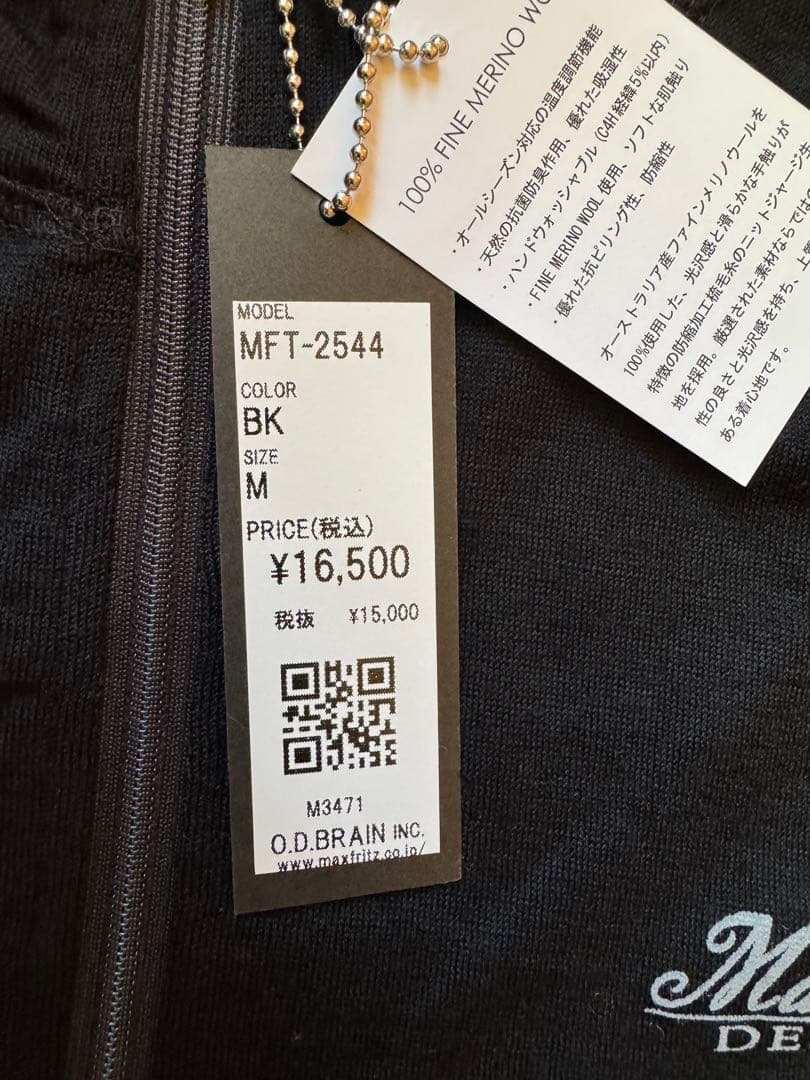 100% FINE MERINO
・オールシーズン対応の温度調節機能
・天然の抗菌防臭作用、優れた吸湿性
・ハンドウォッシャブル (C4H 経緯5%以内)
・FINE MERINO WOOL 使用、ソフトな肌触り
・優れた抗ピリング性、防縮性
オーストラリア産ファインメリノウールを
100%使用した、光沢感と滑らかな手触りが
特徴の防縮加工梳毛糸のニットジャージ生
地を採用。厳選された素材ならでは
性の良さと光沢感を持ち、上質
ある着心地です。
MODEL
MFT-2544
COLOR
BK
SIZE
M
PRICE(税込)
¥16,500
税抜 ¥15,000
M3471
O.D.BRAIN INC.
www.maxfritz.co.jp/